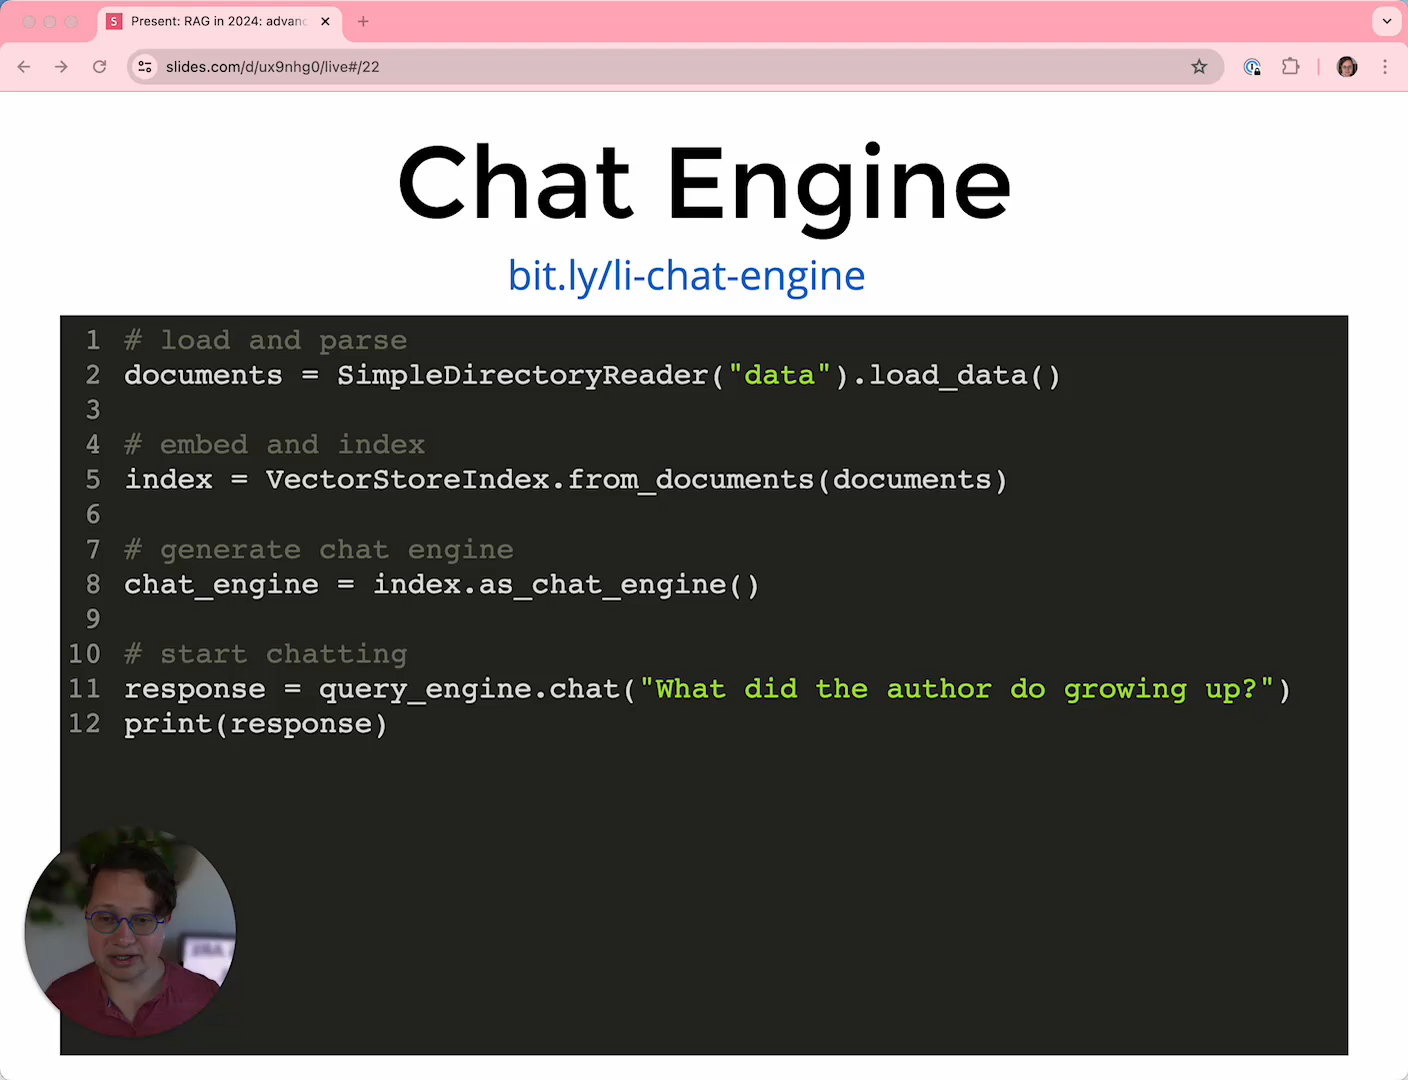 S Present: RAG in 2024: advanc
slides.com/d/ux9nhg0/live#/22
Chat Engine
bit.ly/li-chat-engine
1 # load and parse
2 documents = SimpleDirectoryReader("data").load_data()
3
4 # embed and index
5 index = VectorStoreIndex.from_documents(documents)
6
7 # generate chat engine
8 chat_engine = index.as_chat_engine()
9
10 # start chatting
11 response = query_engine.chat("What did the author do growing up?")
12 print(response)